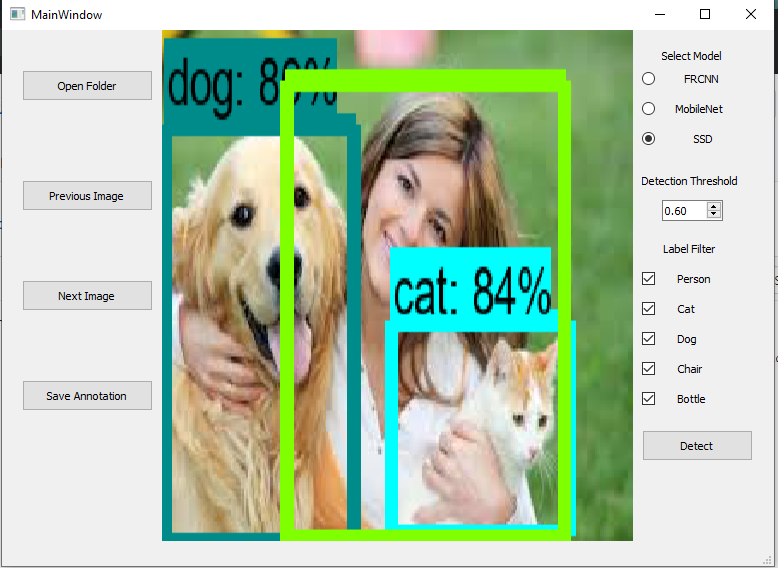 MainWindow
Open Folder
Previous Image
Next Image
Save Annotation
dog: 8%
cat: 84%
Select Model
FRCNN
MobileNet
SSD
Detection Threshold
0.60
Label Filter
Person
Cat
Dog
Chair
Bottle
Detect